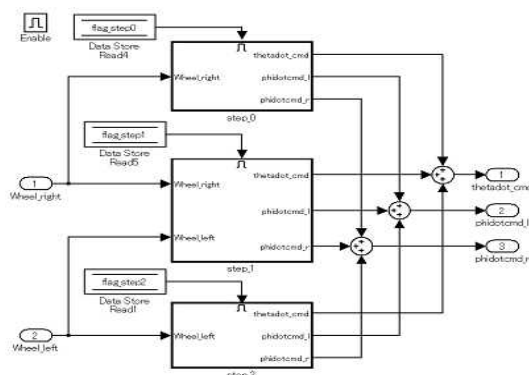 Enable
flag_step0
Data Store
Read4
Wheel_right
thetadot_cmd
phidotcmd_l
phidotcmd_r
step_0
flag_step1
Data Store
Read5
1
Wheel_right
Wheel_right
Wheel_left
thetadot_cmd
phidotcmd_l
phidotcmd_r
step_1
1
thetadot_cmd
2
phidotcmd_l
3
phidotcmd_r
flag_step2
Data Store
Read1
2
Wheel_left
Wheel_left
thetadot_cmd
phidotcmd_l
phidotcmd_r